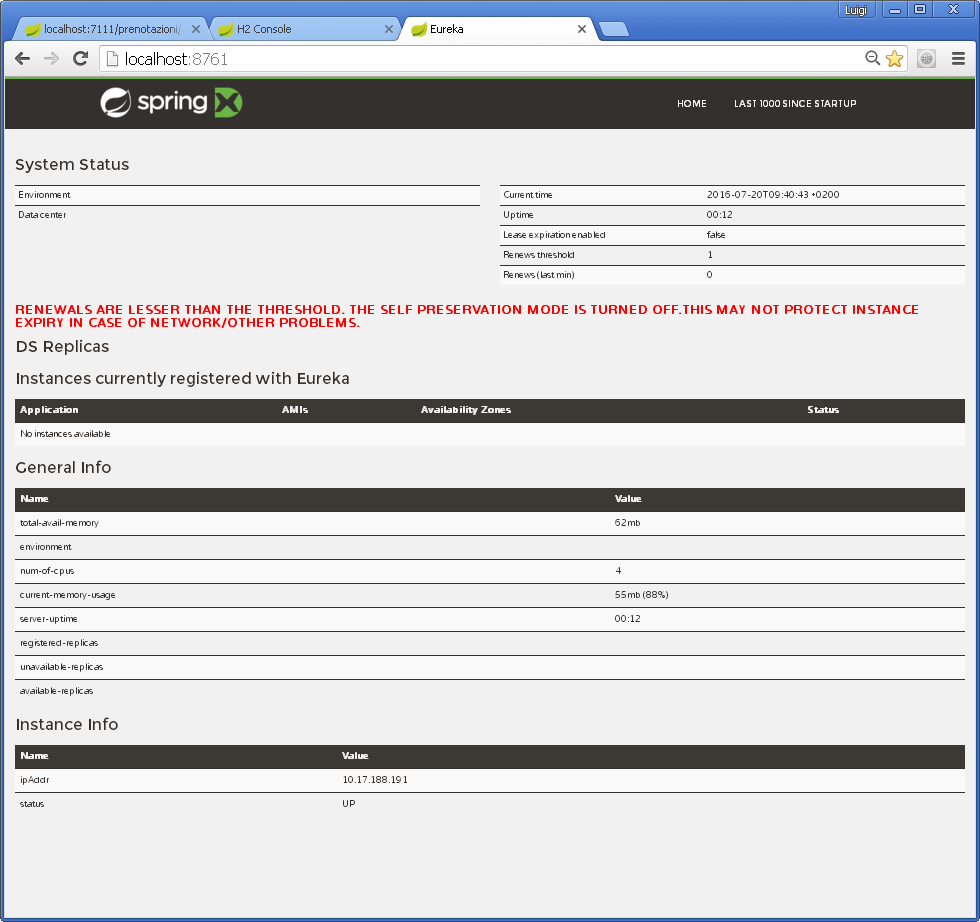 Luigi
localhost:7111/prenotazioni/
H2 Console
Eureka
localhost:8761
spring
HOME
LAST 1000 SINCE STARTUP
System Status
Environment
Data center
Current time 2016-07-20T09:40:43 +0200
Uptime 00:12
Lease expiration enabled false
Renews threshold 1
Renews (last min) 0
RENEWALS ARE LESSER THAN THE THRESHOLD. THE SELF PRESERVATION MODE IS TURNED OFF.THIS MAY NOT PROTECT INSTANCE
EXPIRY IN CASE OF NETWORK/OTHER PROBLEMS.
DS Replicas
Instances currently registered with Eureka
Application AMIs Availability Zones Status
No instances available
General Info
Name Value
total-avail-memory 62mb
environment
num-of-cpus 4
current-memory-usage 55mb (88%)
server-uptime 00:12
registered-replicas
unavailable-replicas
available-replicas
Instance Info
Name Value
ipAddr 10.17.188.191
status UP